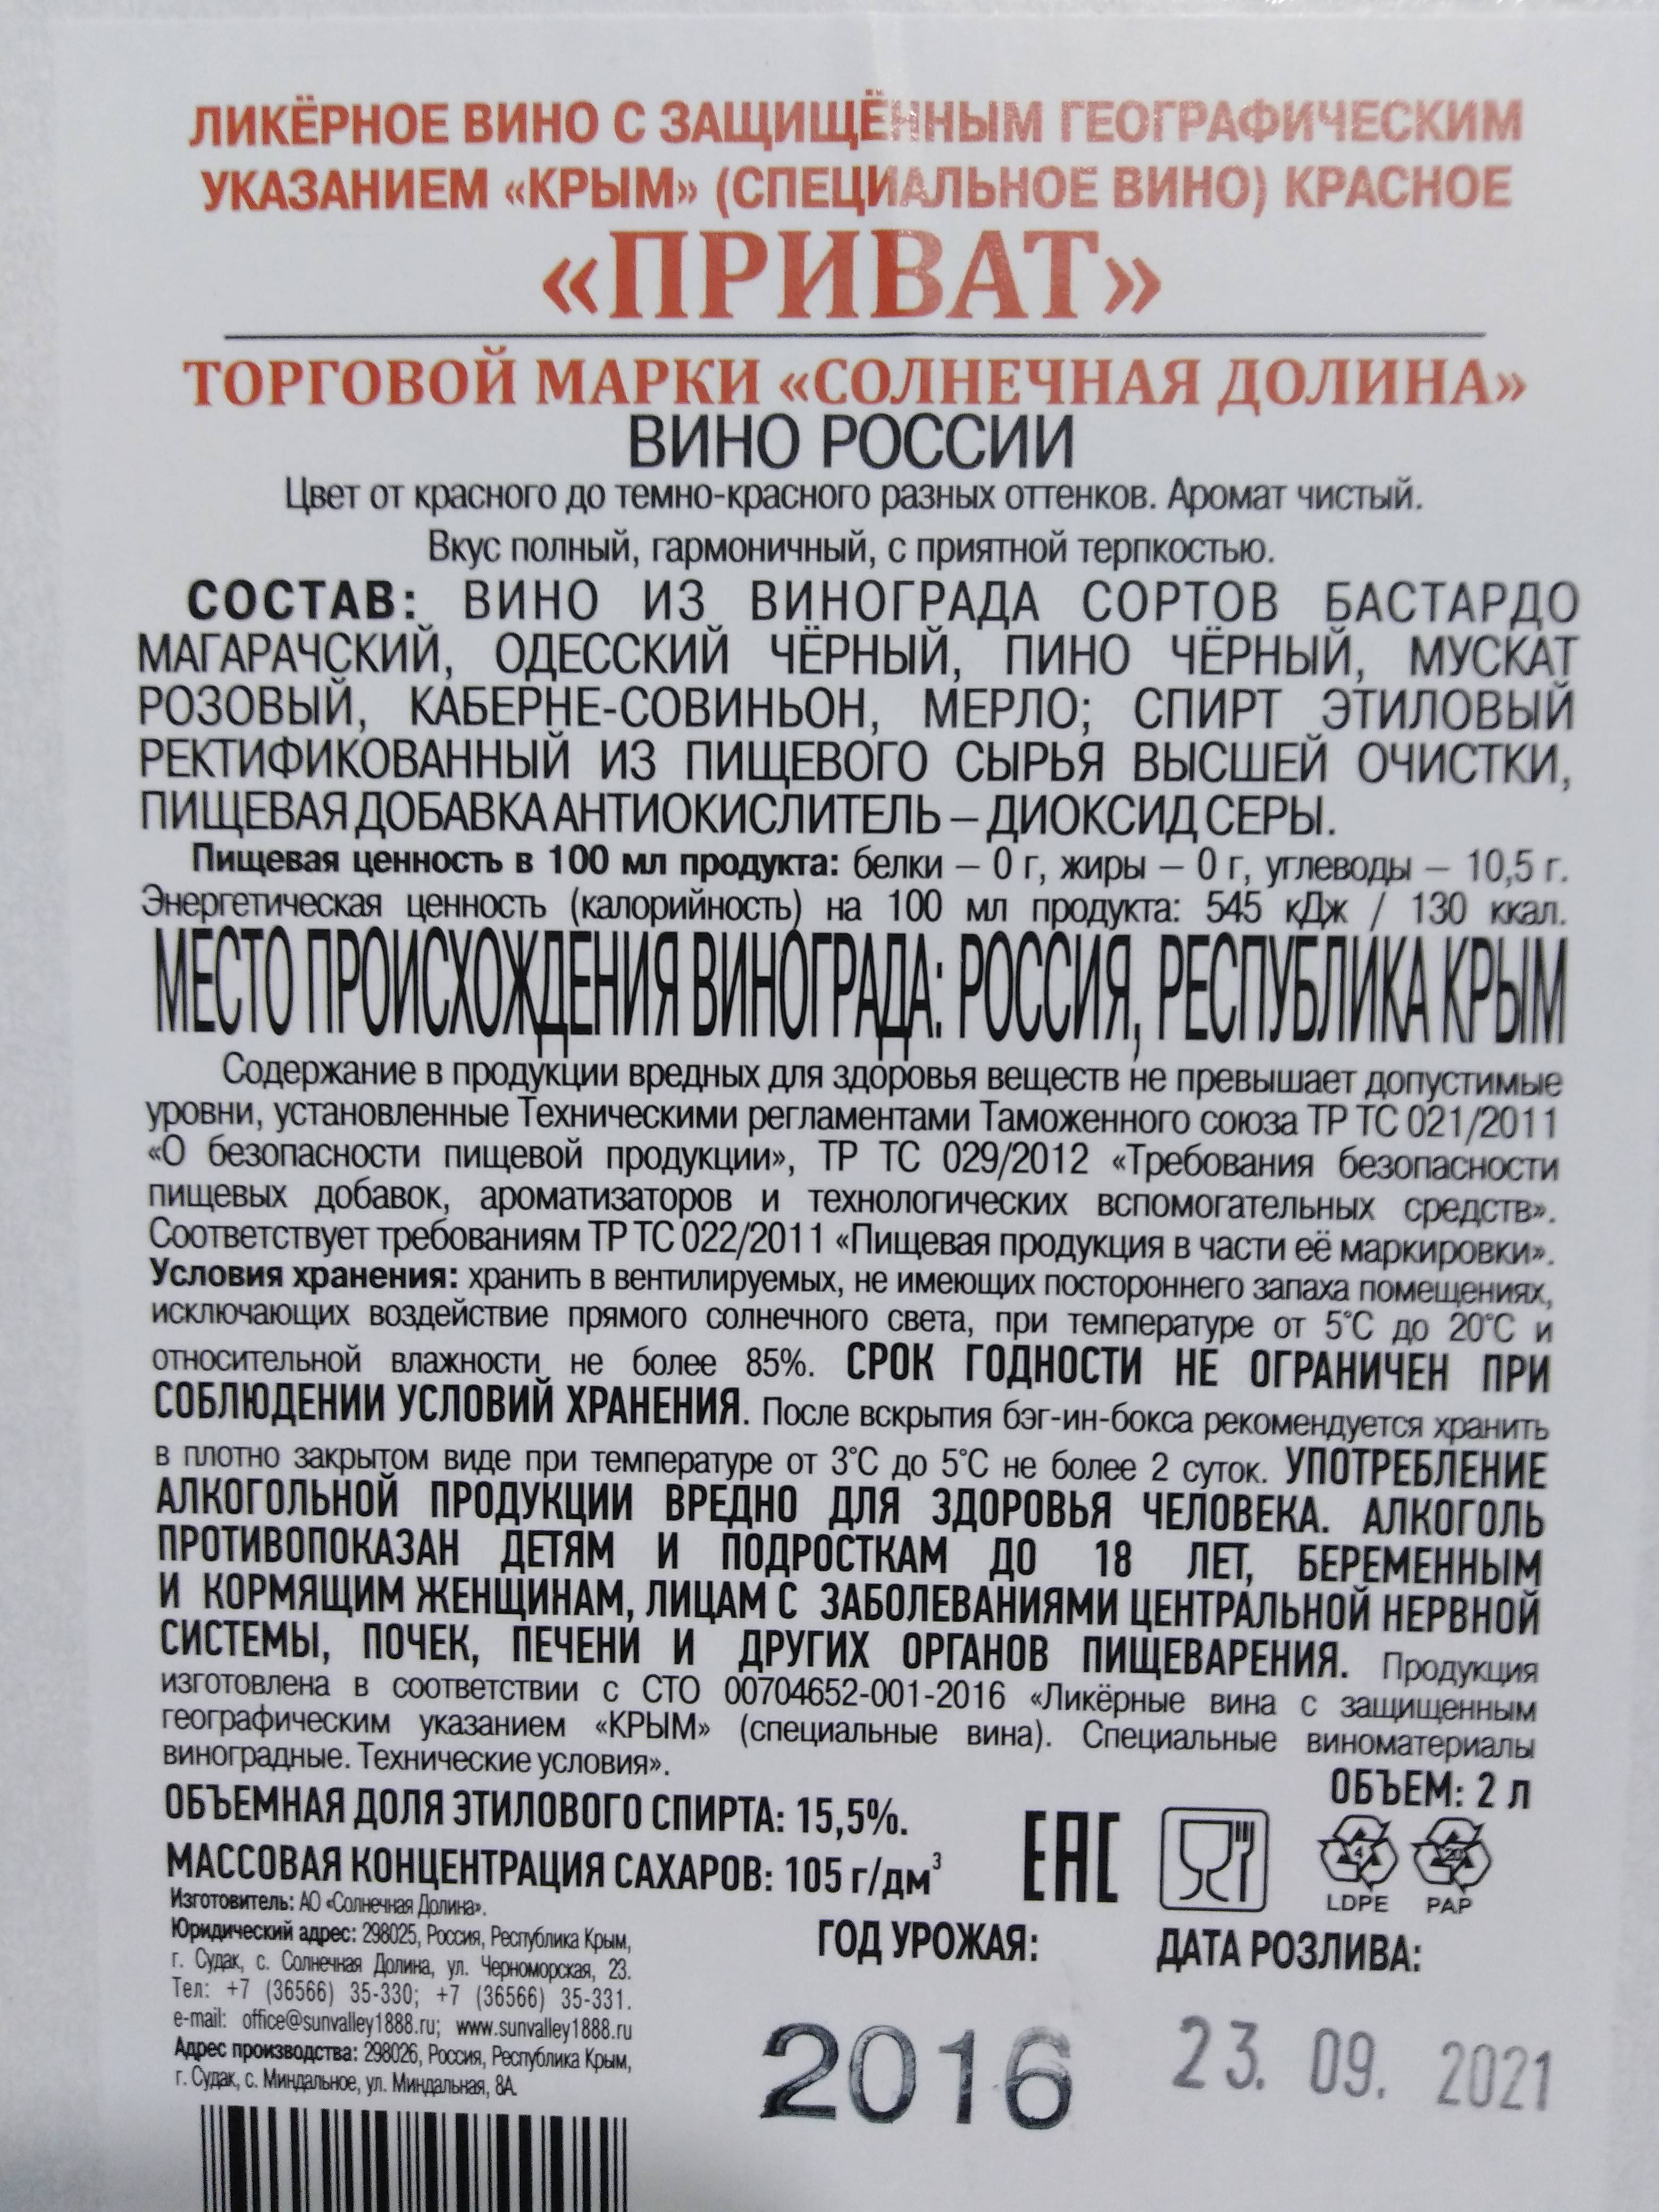 ЛИКЁРНОЕ ВИНО С ЗАЩИЩЁННЫМ ГЕОГРАФИЧЕСКИМ
УКАЗАНИЕМ «КРЫМ» (СПЕЦИАЛЬНОЕ ВИНО) КРАСНОЕ
«ПРИВАТ»
ТОРГОВОЙ МАРКИ «СОЛНЕЧНАЯ ДОЛИНА»
ВИНО РОССИИ
Цвет от красного до темно-красного разных оттенков. Аромат чистый.
Вкус полный, гармоничный, с приятной терпкостью.
СОСТАВ: ВИНО ИЗ ВИНОГРАДА СОРТОВ БАСТАРДО
МАГАРАЧСКИЙ, ОДЕССКИЙ ЧЁРНЫЙ, ПИНО ЧЁРНЫЙ, МУСКАТ
РОЗОВЫЙ, КАБЕРНЕ-СОВИНЬОН, МЕРЛО; СПИРТ ЭТИЛОВЫЙ
РЕКТИФИКОВАННЫЙ ИЗ ПИЩЕВОГО СЫРЬЯ ВЫСШЕЙ ОЧИСТКИ,
ПИЩЕВАЯ ДОБАВКА АНТИОКИСЛИТЕЛЬ – ДИОКСИД СЕРЫ.
Пищевая ценность в 100 мл продукта: белки – 0 г, жиры – 0 г, углеводы – 10,5 г.
Энергетическая ценность (калорийность) на 100 мл продукта: 545 кДж / 130 ккал.
МЕСТО ПРОИСХОЖДЕНИЯ ВИНОГРАДА: РОССИЯ, РЕСПУБЛИКА КРЫМ
Содержание в продукции вредных для здоровья веществ не превышает допустимые
уровни, установленные Техническими регламентами Таможенного союза ТР ТС 021/2011
«О безопасности пищевой продукции», ТР ТС 029/2012 «Требования безопасности
пищевых добавок, ароматизаторов и технологических вспомогательных средств».
Соответствует требованиям ТР ТС 022/2011 «Пищевая продукция в части её маркировки».
Условия хранения: хранить в вентилируемых, не имеющих постороннего запаха помещениях,
исключающих воздействие прямого солнечного света, при температуре от 5°С до 20°С и
относительной влажности не более 85%. СРОК ГОДНОСТИ НЕ ОГРАНИЧЕН ПРИ
СОБЛЮДЕНИИ УСЛОВИЙ ХРАНЕНИЯ. После вскрытия бэг-ин-бокса рекомендуется хранить
в плотно закрытом виде при температуре от 3°С до 5°С не более 2 суток. УПОТРЕБЛЕНИЕ
АЛКОГОЛЬНОЙ ПРОДУКЦИИ ВРЕДНО ДЛЯ ЗДОРОВЬЯ ЧЕЛОВЕКА. АЛКОГОЛЬ
ПРОТИВОПОКАЗАН ДЕТЯМ И ПОДРОСТКАМ ДО 18 ЛЕТ, БЕРЕМЕННЫМ
И КОРМЯЩИМ ЖЕНЩИНАМ, ЛИЦАМ С ЗАБОЛЕВАНИЯМИ ЦЕНТРАЛЬНОЙ НЕРВНОЙ
СИСТЕМЫ, ПОЧЕК, ПЕЧЕНИ И ДРУГИХ ОРГАНОВ ПИЩЕВАРЕНИЯ. Продукция
изготовлена в соответствии с СТО 00704652-001-2016 «Ликёрные вина с защищенным
географическим указанием «КРЫМ» (специальные вина). Специальные виноматериалы
виноградные. Технические условия».
ОБЪЕМ: 2 л
ОБЪЕМНАЯ ДОЛЯ ЭТИЛОВОГО СПИРТА: 15,5%.
МАССОВАЯ КОНЦЕНТРАЦИЯ САХАРОВ: 105 г/дм³
ЕАС
4 20
LDPE PAP
Изготовитель: АО «Солнечная Долина».
Юридический адрес: 298025, Россия, Республика Крым,
г. Судак, с. Солнечная Долина, ул. Черноморская, 23.
Тел: +7 (36566) 35-330; +7 (36566) 35-331.
e-mail: office@sunvalley1888.ru; www.sunvalley1888.ru
Адрес производства: 298026, Россия, Республика Крым,
г. Судак, с. Миндальное, ул. Миндальная, 8А.
ГОД УРОЖАЯ: ДАТА РОЗЛИВА:
2016 23. 09. 2021